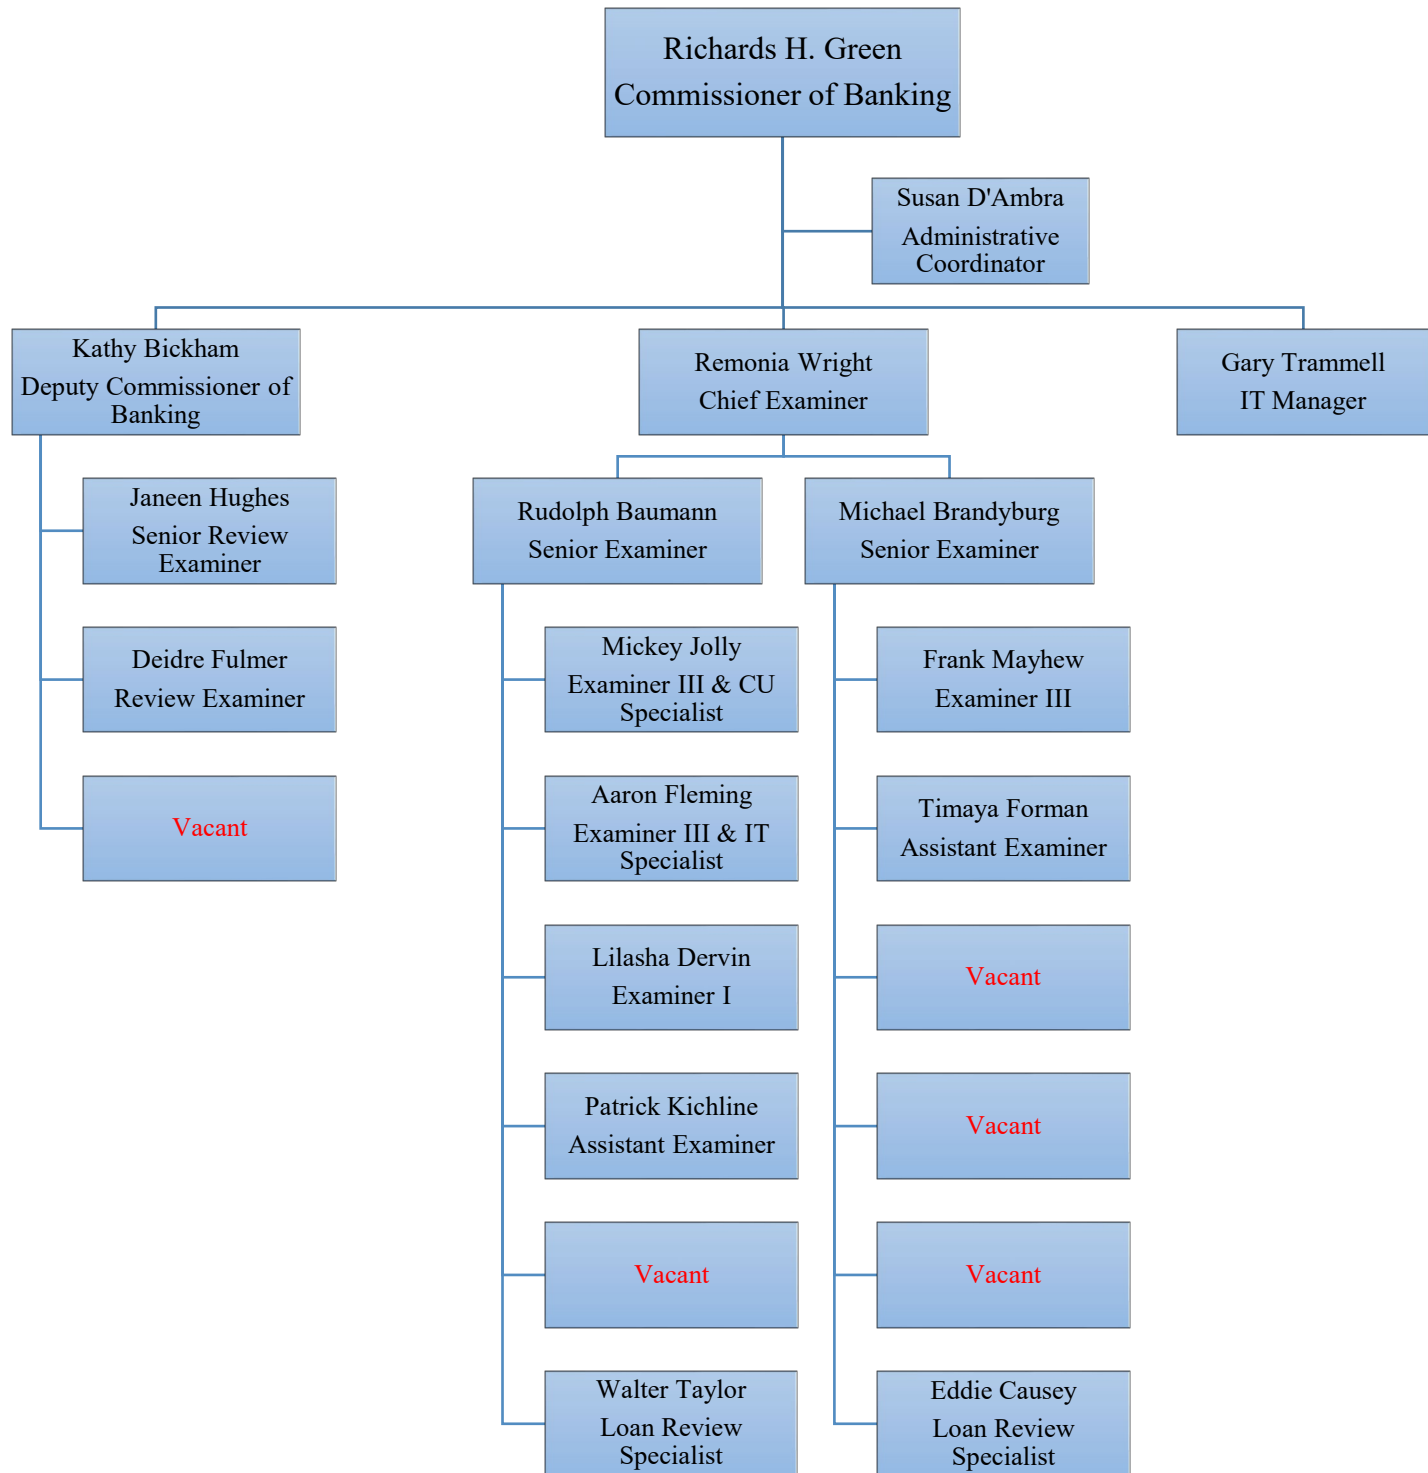 Richards H. Green
Commissioner of Banking
Susan D'Ambra
Administrative
Coordinator
Kathy Bickham
Deputy Commissioner of
Banking
Remonia Wright
Chief Examiner
Gary Trammell
IT Manager
Janeen Hughes
Senior Review
Examiner
Deidre Fulmer
Review Examiner
Vacant
Rudolph Baumann
Senior Examiner
Mickey Jolly
Examiner III & CU
Specialist
Aaron Fleming
Examiner III & IT
Specialist
Lilasha Dervin
Examiner I
Patrick Kichline
Assistant Examiner
Vacant
Walter Taylor
Loan Review
Specialist
Michael Brandyburg
Senior Examiner
Frank Mayhew
Examiner III
Timaya Forman
Assistant Examiner
Vacant
Vacant
Vacant
Eddie Causey
Loan Review
Specialist